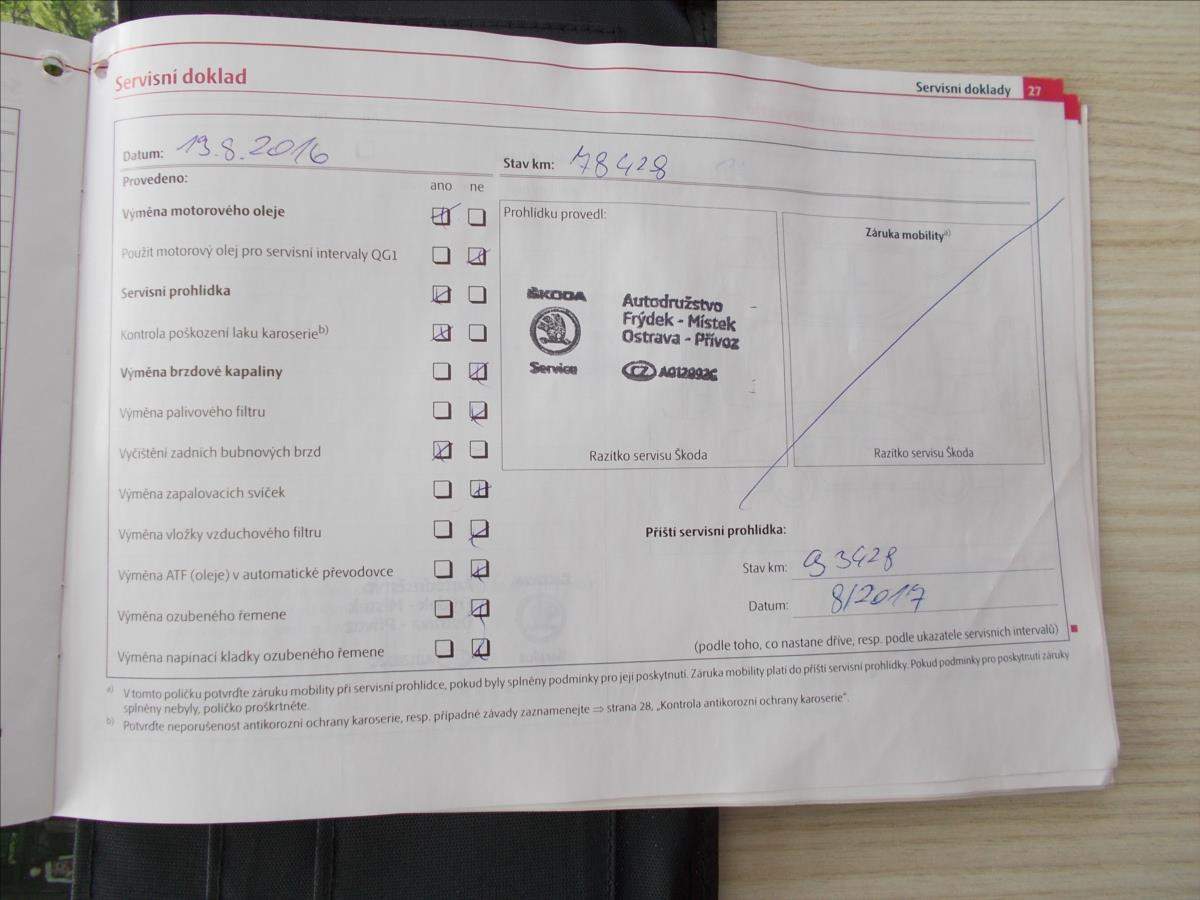 Servisní doklad
Servisní doklady 27
Datum: 19.8.2016
Stav km: 78428
Provedeno:
ano ne
Výměna motorového oleje
Použit motorový olej pro servisní intervaly QG1
Servisní prohlídka
Kontrola poškození laku karoserie b)
Výměna brzdové kapaliny
Výměna palivového filtru
Vyčištění zadních bubnových brzd
Výměna zapalovacích svíček
Výměna vložky vzduchového filtru
Výměna ATF (oleje) v automatické převodovce
Výměna ozubeného řemene
Výměna napínací kladky ozubeného řemene
Prohlídku provedl:
ŠKODA
Service
Autodružstvo
Frýdek - Místek
Ostrava - Přívoz
CZ
Razítko servisu Škoda
Záruka mobility a)
Razítko servisu Škoda
Příští servisní prohlídka:
Stav km: 93428
Datum: 8/2017
(podle toho, co nastane dříve, resp. podle ukazatele servisních intervalů)
a) V tomto políčku potvrďte záruku mobility při servisní prohlídce, pokud byly splněny podmínky pro její poskytnutí. Záruka mobility platí do příští servisní prohlídky. Pokud podmínky pro poskytnutí záruky
splněny nebyly, políčko proškrtněte.
b) Potvrďte neporušenost antikorozní ochrany karoserie, resp. případné závady zaznamenejte ⇒ strana 28, „Kontrola antikorozní ochrany karoserie“.